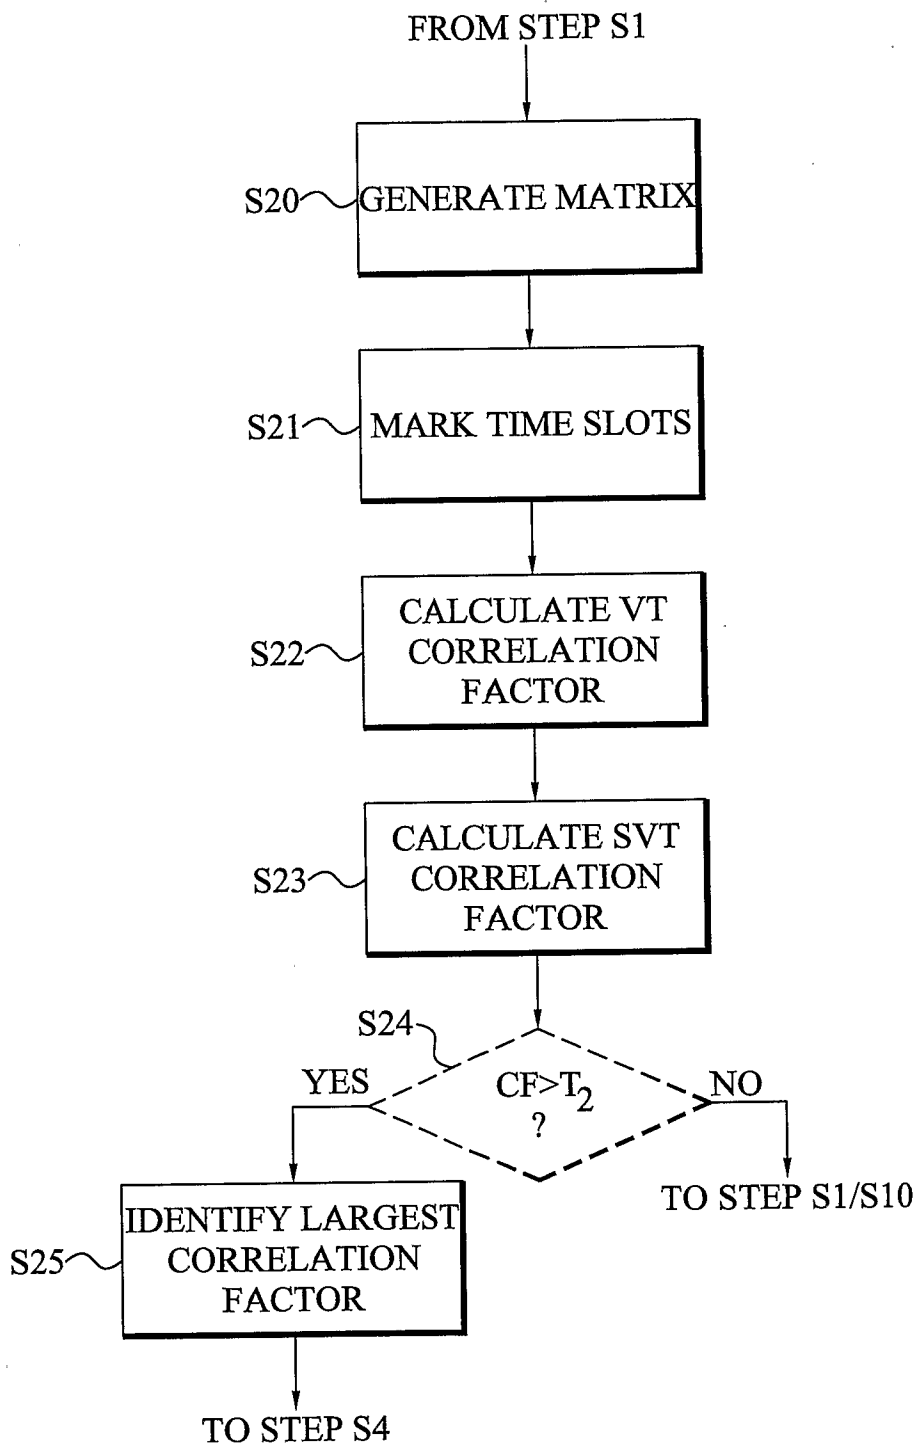 FROM STEP S1
S20
GENERATE MATRIX
S21
MARK TIME SLOTS
S22
CALCULATE VT
CORRELATION
FACTOR
S23
CALCULATE SVT
CORRELATION
FACTOR
S24
YES
CF>T2
?
NO
TO STEP S1/S10
S25
IDENTIFY LARGEST
CORRELATION
FACTOR
TO STEP S4